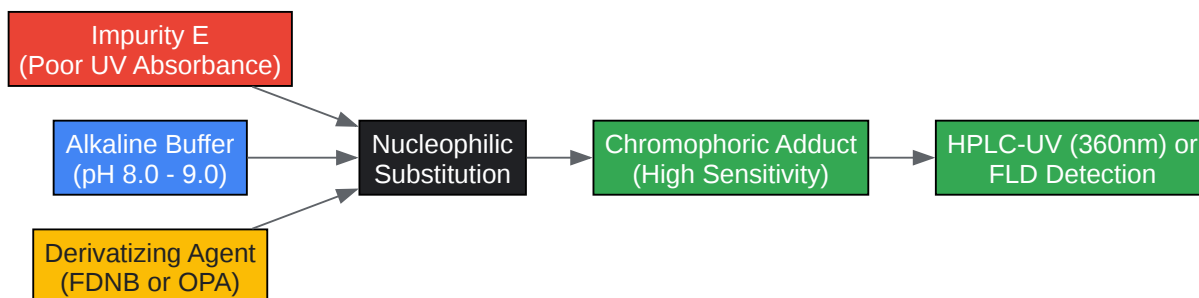 Impurity E
(Poor UV Absorbance)
Alkaline Buffer
(pH 8.0 - 9.0)
Derivatizing Agent
(FDNB or OPA)
Nucleophilic
Substitution
Chromophoric Adduct
(High Sensitivity)
HPLC-UV (360nm) or
FLD Detection